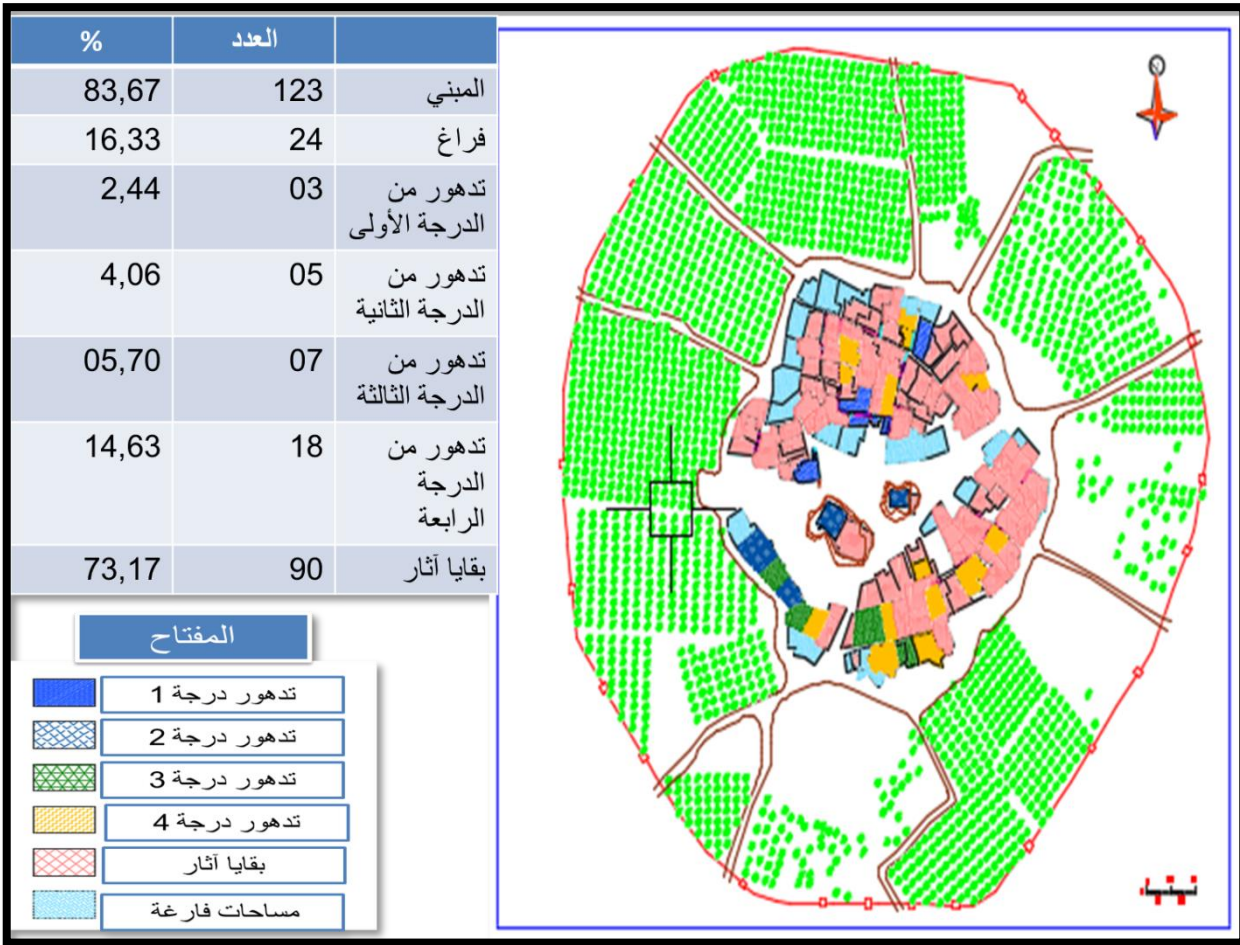 العدد %
المبني 123 83,67
فراغ 24 16,33
تدهور من 03 2,44
الدرجة الأولى
تدهور من 05 4,06
الدرجة الثانية
تدهور من 07 05,70
الدرجة الثالثة
تدهور من 18 14,63
الدرجة
الرابعة
بقايا آثار 90 73,17
المفتاح
تدهور درجة 1
تدهور درجة 2
تدهور درجة 3
تدهور درجة 4
بقايا آثار
مساحات فارغة